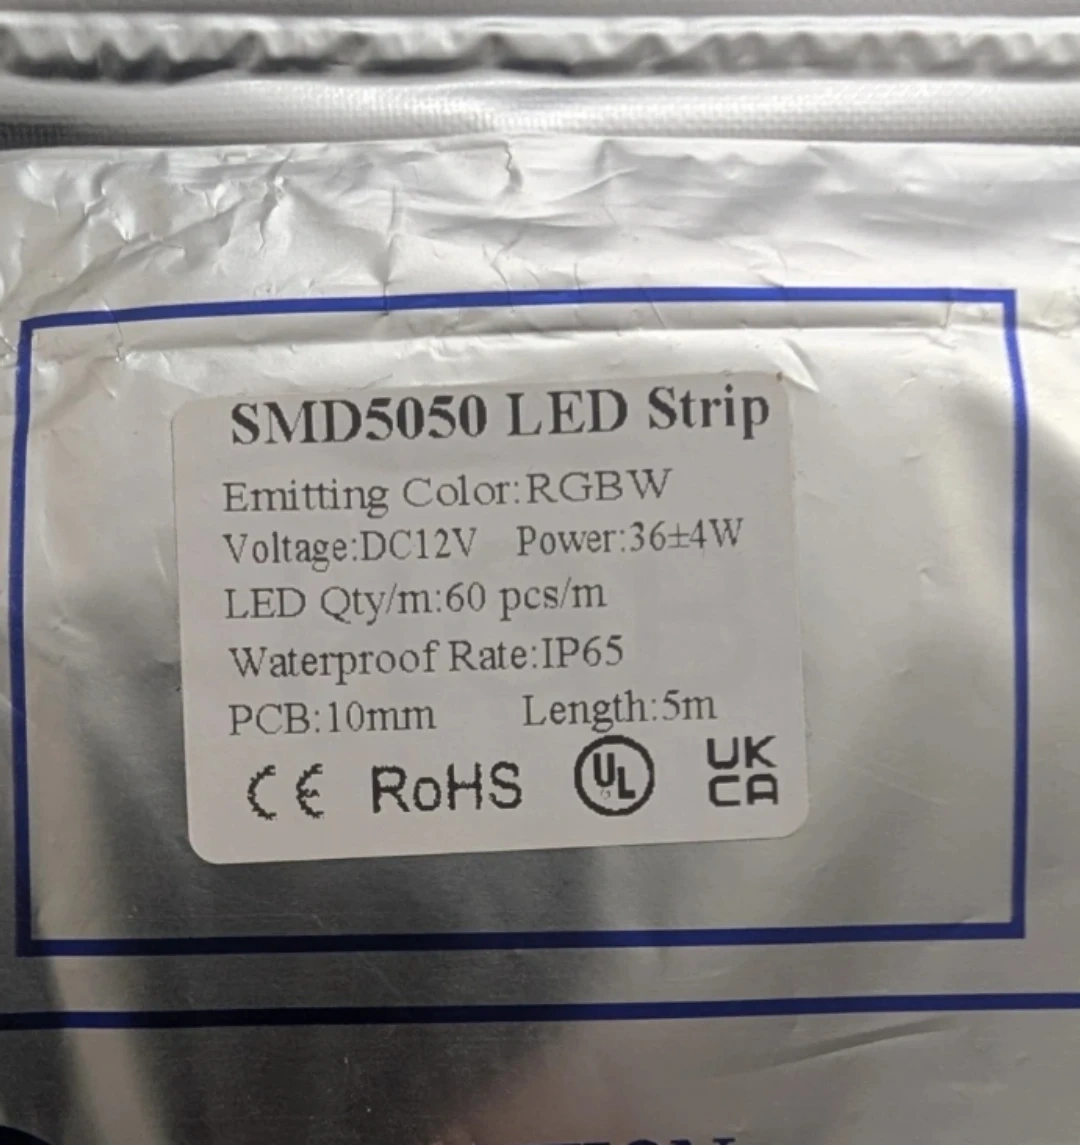 SMD5050 LED Strip
Emitting Color:RGBW
Voltage:DC12V Power:36±4W
LED Qty/m:60 pcs/m
Waterproof Rate:IP65
PCB:10mm Length:5m
CE RoHS UL UK CA